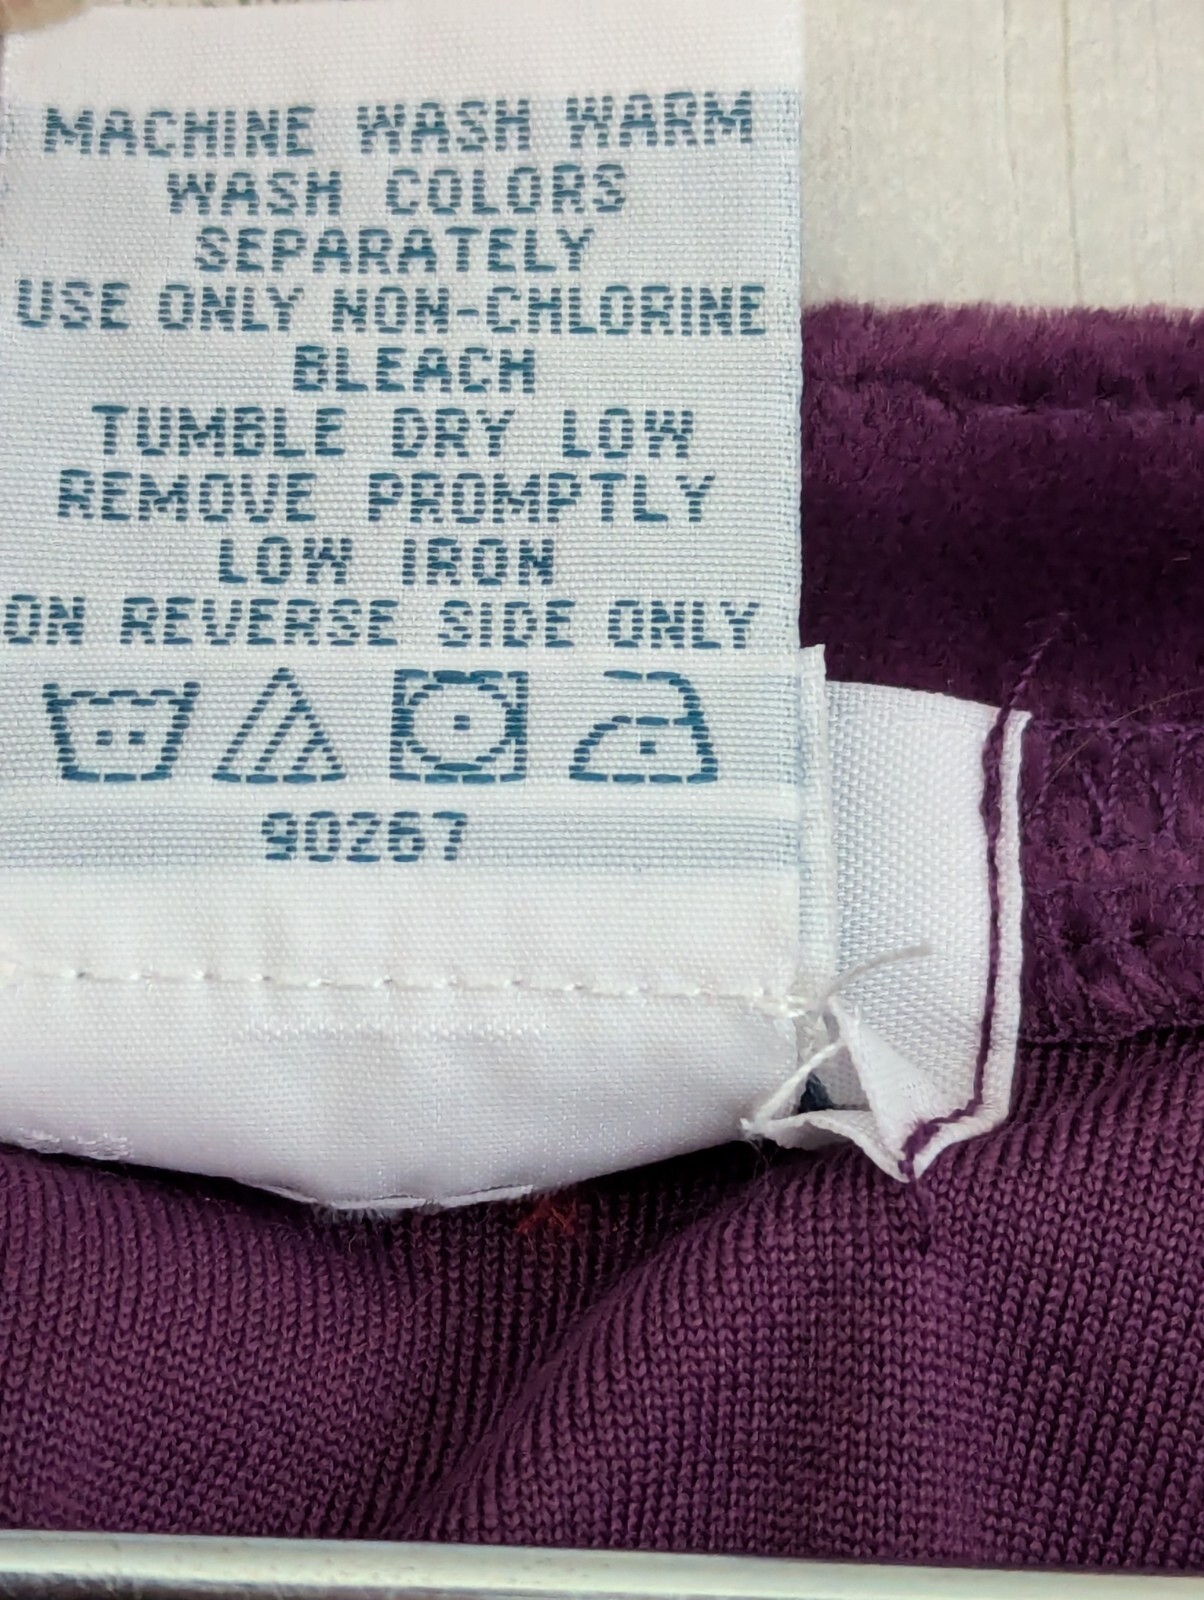 MACHINE WASH WARM
WASH COLORS
SEPARATELY
USE ONLY NON-CHLORINE
BLEACH
TUMBLE DRY LOW
REMOVE PROMPTLY
LOW IRON
ON REVERSE SIDE ONLY
90267